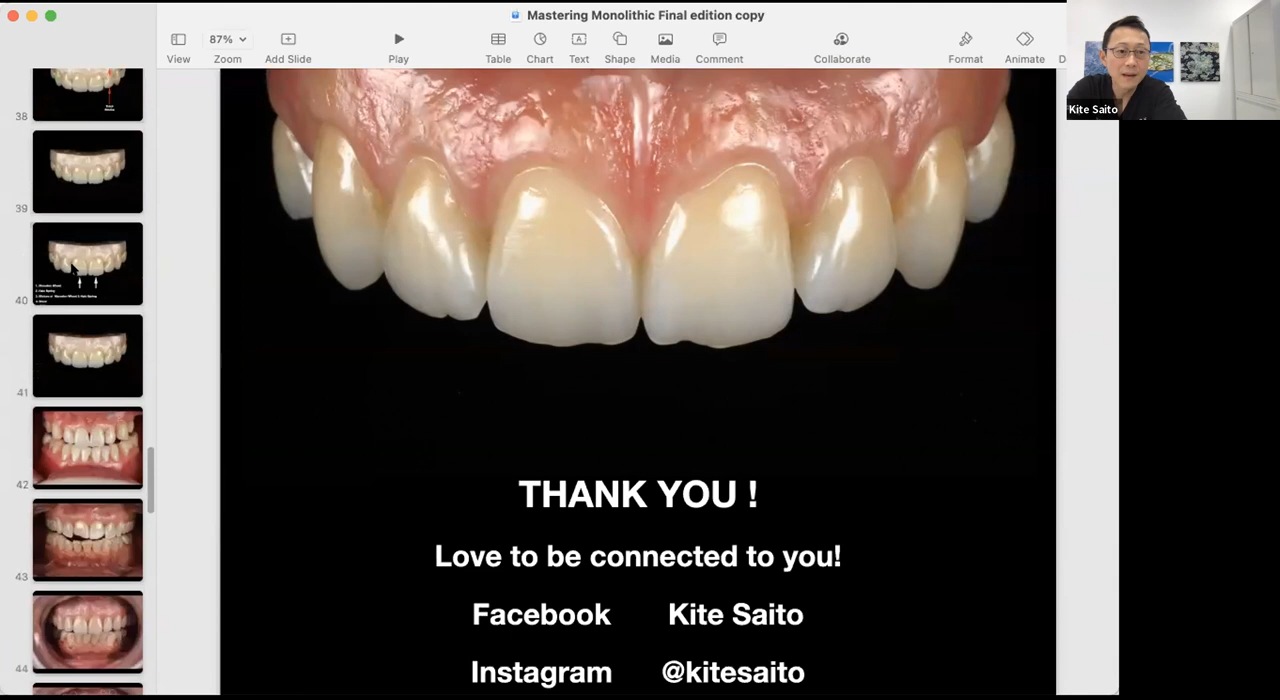 Mastering Monolithic Final edition copy
87%
View
Zoom
Add Slide
Play
Table
Chart
Text
Shape
Media
Comment
Collaborate
Format
Animate
D
Kite Saito
38
39
40
41
42
43
44
THANK YOU !
Love to be connected to you!
Facebook Kite Saito
Instagram @kitesaito